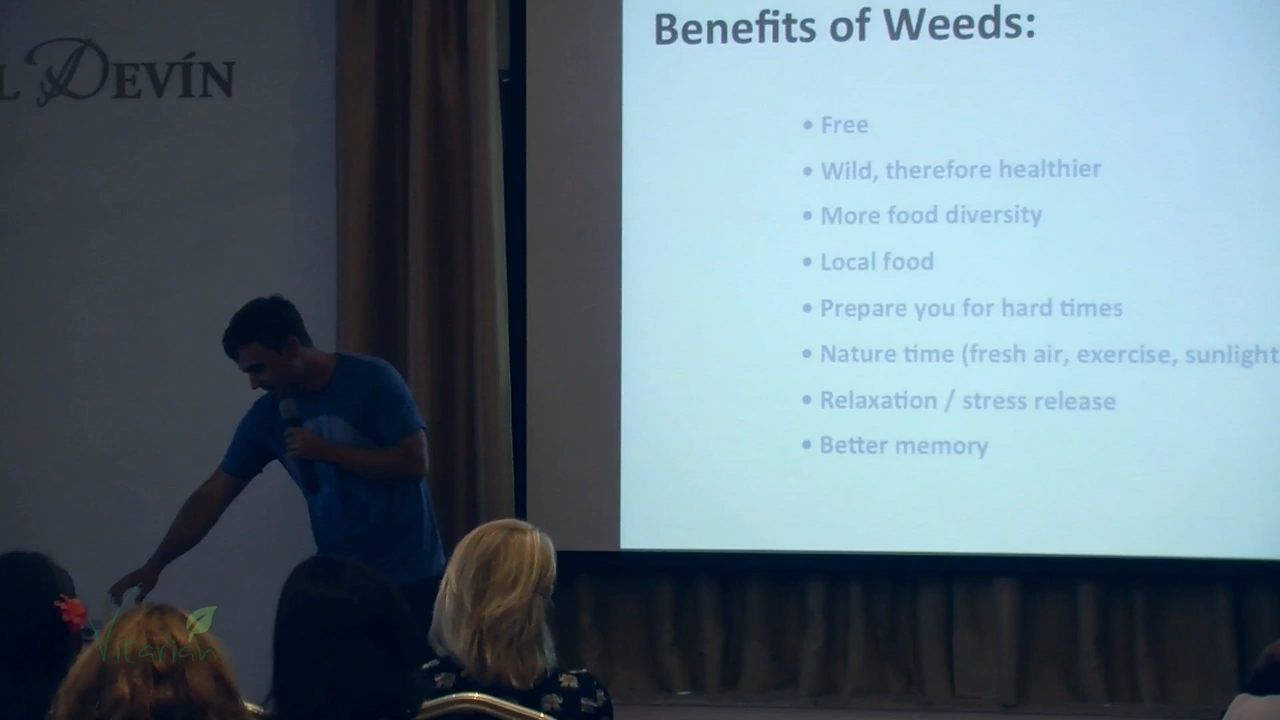 L DEVÍN
Benefits of Weeds:
• Free
• Wild, therefore healthier
• More food diversity
• Local food
• Prepare you for hard times
• Nature time (fresh air, exercise, sunlight
• Relaxation / stress release
• Better memory
Vitarian